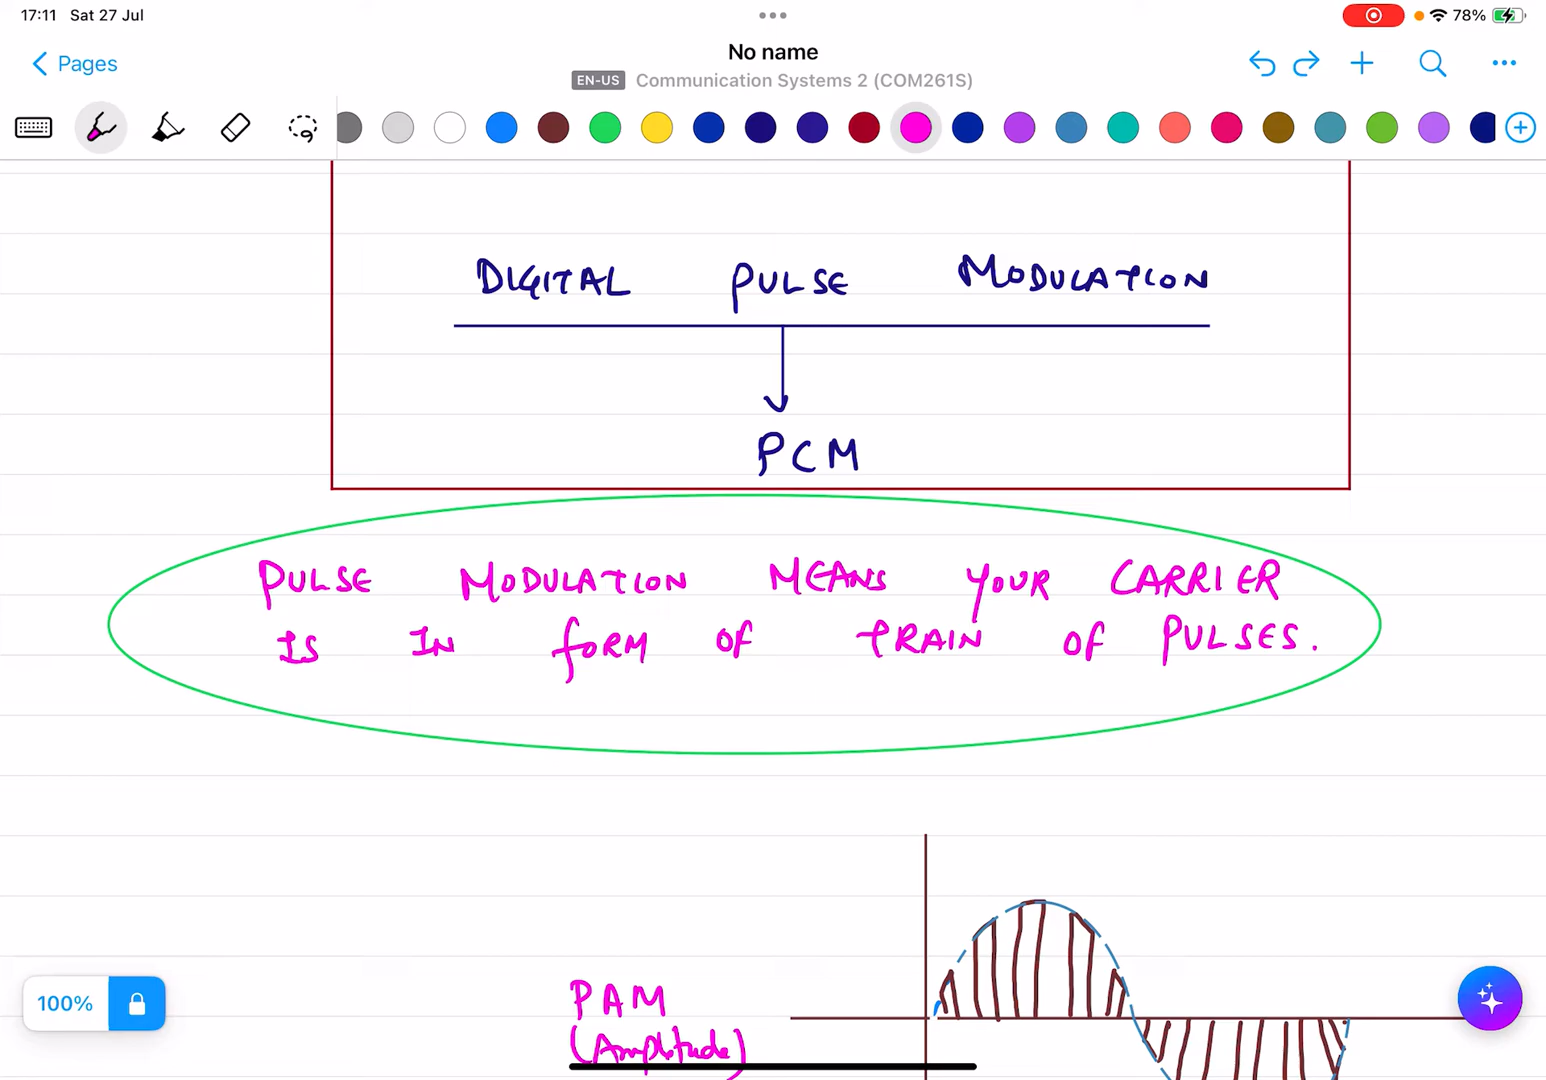 17:11 Sat 27 Jul
78%
Pages
No name
EN-US Communication Systems 2 (COM261S)
DIGITAL PULSE MODULATION
PCM
PULSE MODULATION MEANS YOUR CARRIER
IS IN FORM OF TRAIN OF PULSES.
PAM
(Amplitude)
100%